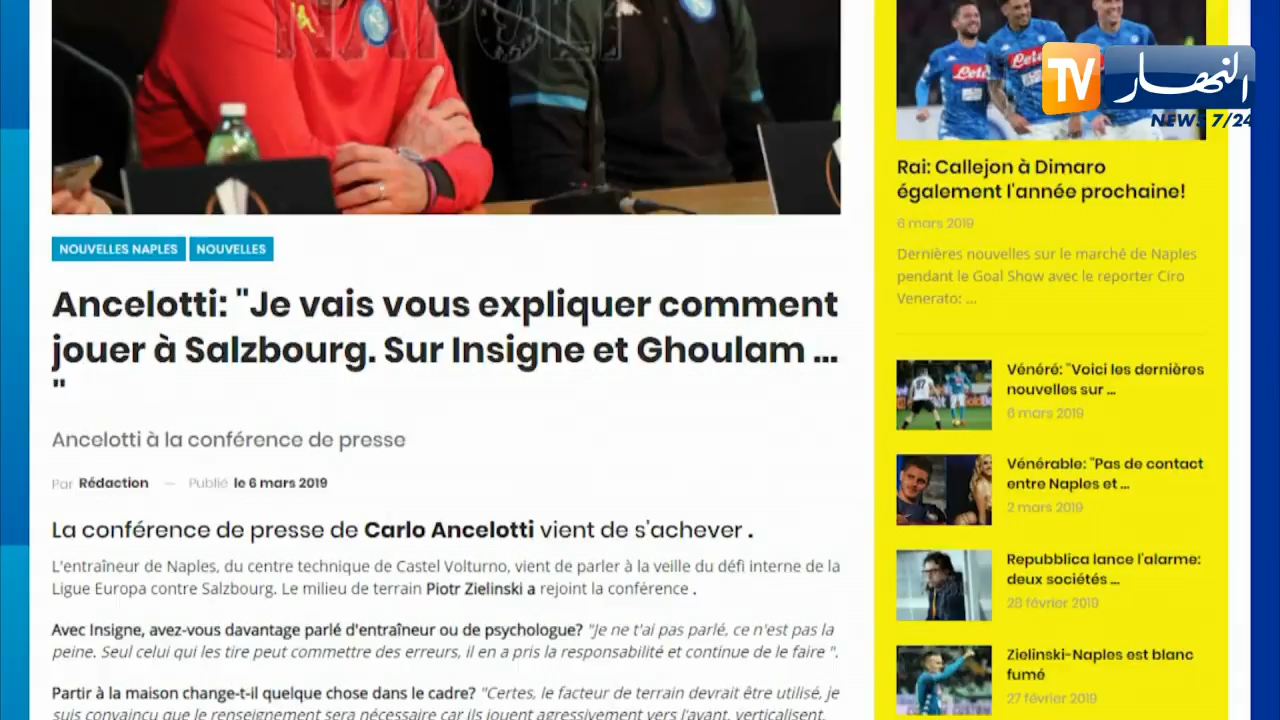 TV النهار
NEWS 7/24
NOUVELLES NAPLES
NOUVELLES
Ancelotti: "Je vais vous expliquer comment
jouer à Salzbourg. Sur Insigne et Ghoulam ...
"
Ancelotti à la conférence de presse
Par Rédaction — Publié le 6 mars 2019
La conférence de presse de Carlo Ancelotti vient de s'achever .
L'entraîneur de Naples, du centre technique de Castel Volturno, vient de parler à la veille du défi interne de la
Ligue Europa contre Salzbourg. Le milieu de terrain Piotr Zielinski a rejoint la conférence .
Avec Insigne, avez-vous davantage parlé d'entraîneur ou de psychologue? "Je ne t'ai pas parlé, ce n'est pas la
peine. Seul celui qui les tire peut commettre des erreurs, il en a pris la responsabilité et continue de le faire ".
Partir à la maison change-t-il quelque chose dans le cadre? "Certes, le facteur de terrain devrait être utilisé, je
suis convaincu que le renseignement sera nécessaire car ils jouent agressivement vers l'avant, verticalisent,
Rai: Callejon à Dimaro
également l'année prochaine!
6 mars 2019
Dernières nouvelles sur le marché de Naples
pendant le Goal Show avec le reporter Ciro
Venerato: ...
Vénéré: "Voici les dernières
nouvelles sur ...
6 mars 2019
Vénérable: "Pas de contact
entre Naples et ...
2 mars 2019
Repubblica lance l'alarme:
deux sociétés ...
28 février 2019
Zielinski-Naples est blanc
fumé
27 février 2019